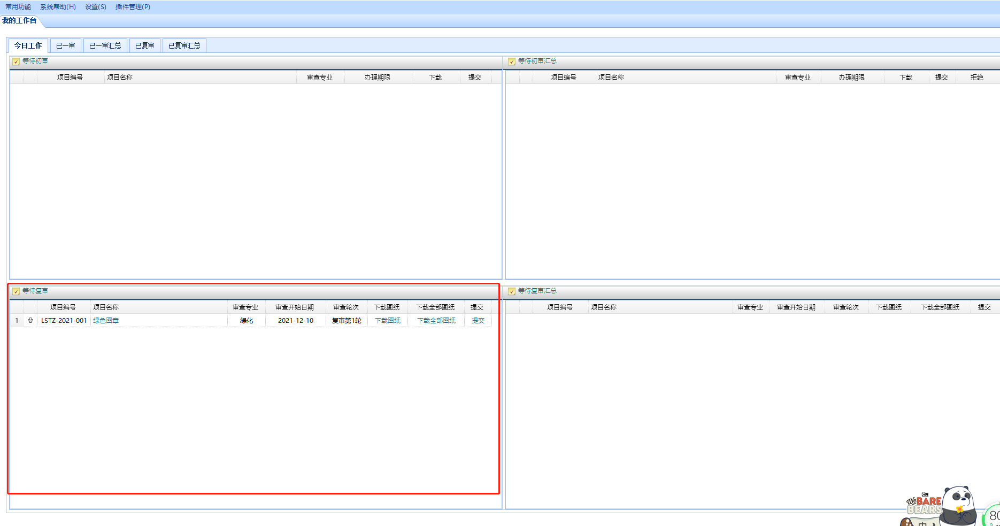 常用功能 系统帮助(H) 设置(S) 插件管理(P)
我的工作台
今日工作 已一审 已一审汇总 已复审 已复审汇总
等待初审
项目编号 项目名称 审查专业 办理期限 下载 提交
等待初审汇总
项目编号 项目名称 审查专业 办理期限 下载 提交 拒绝
等待复审
项目编号 项目名称 审查专业 审查开始日期 审查轮次 下载图纸 下载全部图纸 提交
1 LSTZ-2021-001 绿色图章 绿化 2021-12-10 复审第1轮 下载图纸 下载全部图纸 提交
等待复审汇总
项目编号 项目名称 审查专业 审查开始日期 审查轮次 下载图纸 下载全部图纸 提交
CN
We BARE
BEARS
中
80